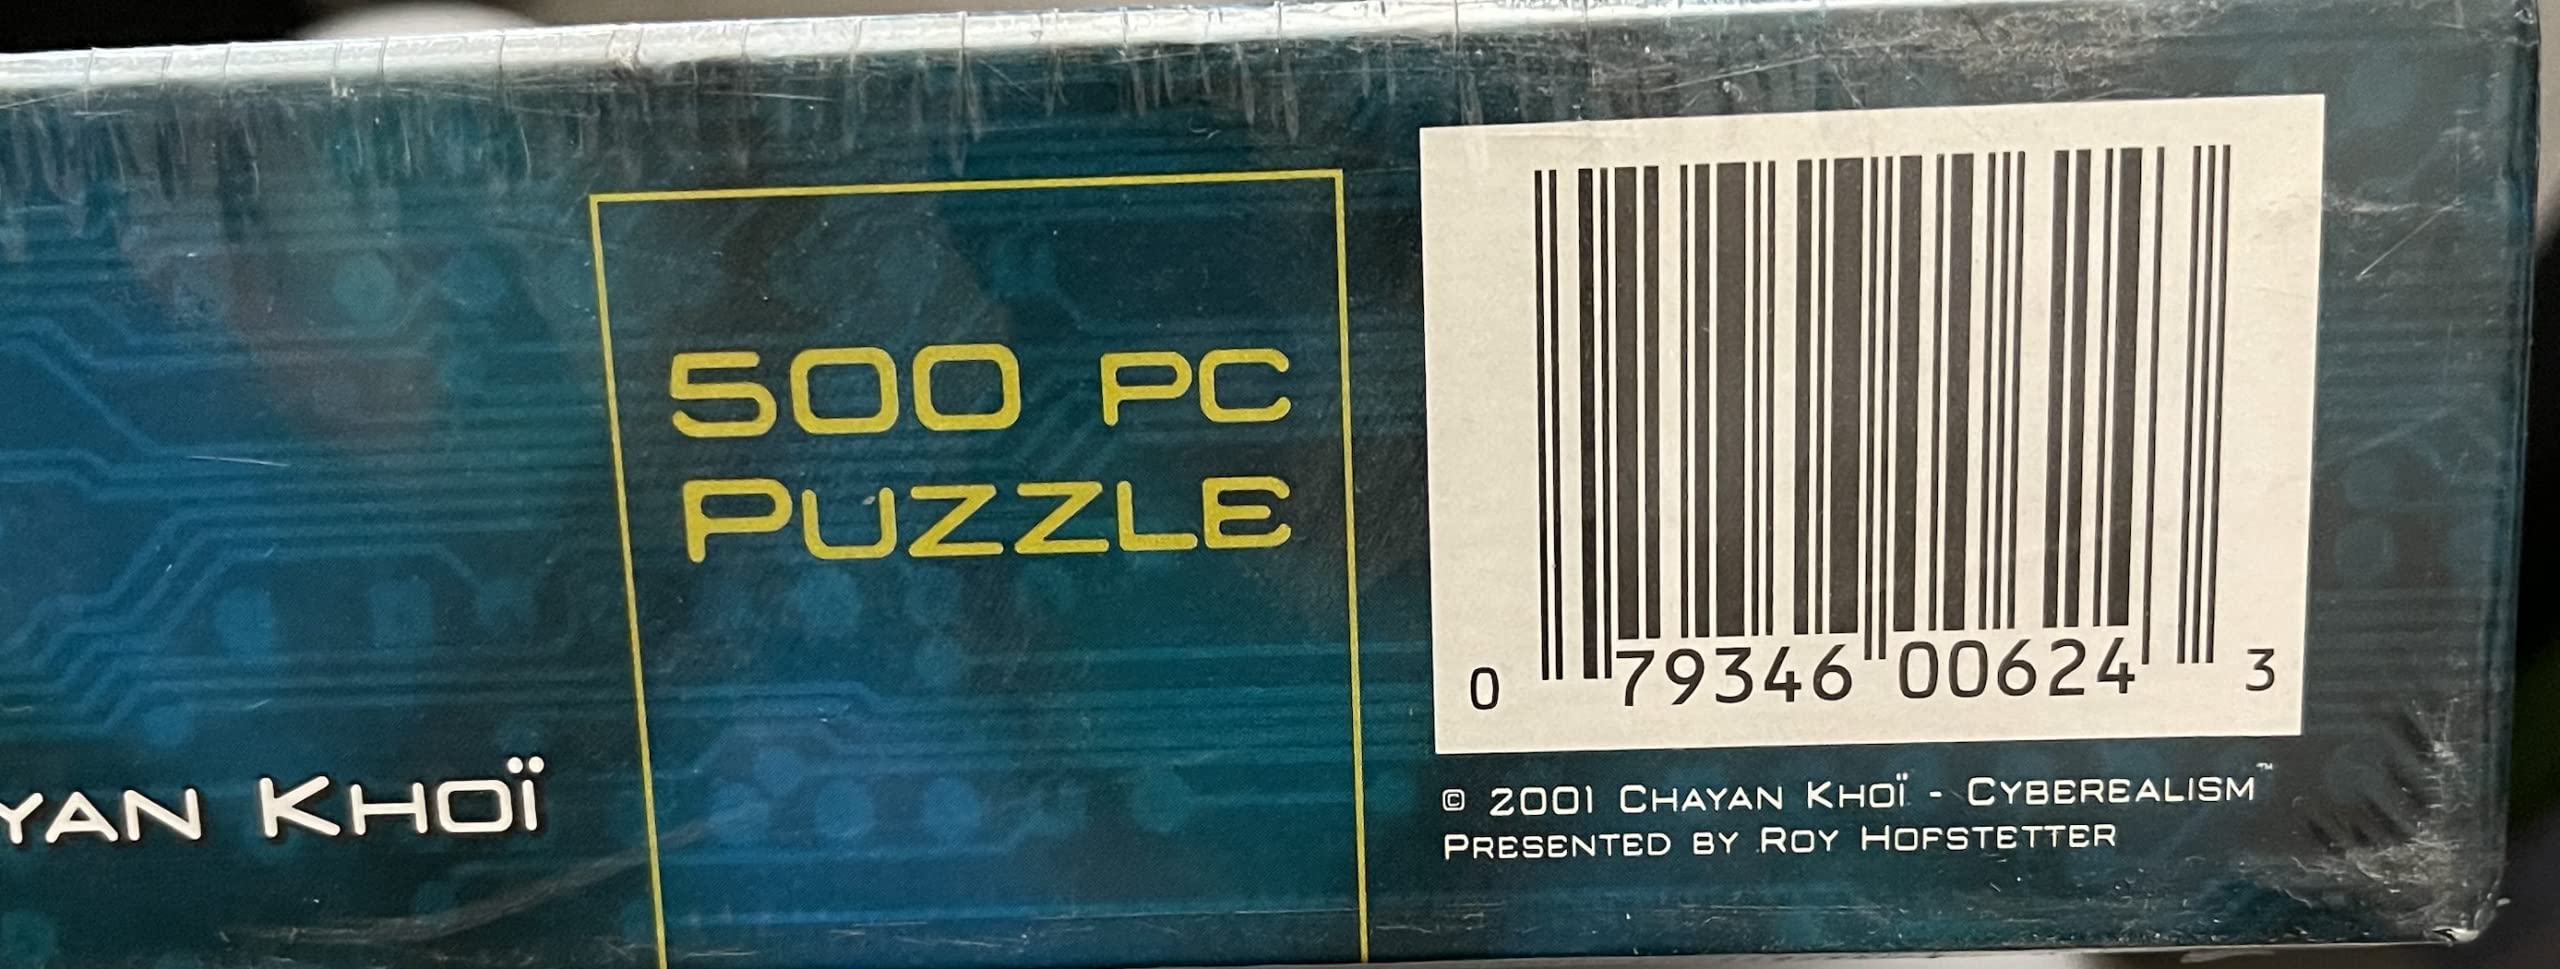 500 PC
PUZZLE
YAN KHOÏ
0 79346 00624 3
© 2001 CHAYAN KHOÏ - CYBEREALISM™
PRESENTED BY ROY HOFSTETTER